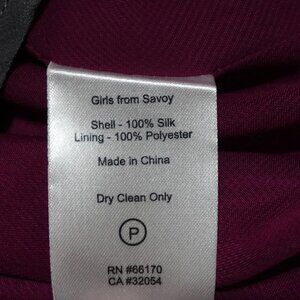 Girls from Savoy
Shell - 100% Silk
Lining - 100% Polyester
Made in China
Dry Clean Only
P
RN #66170
CA #32054